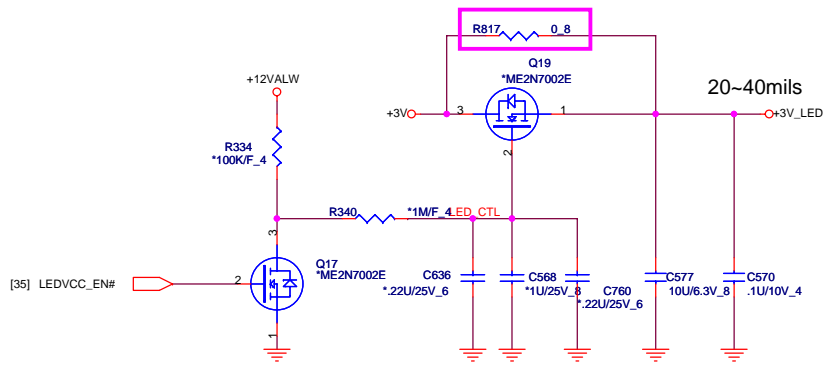 R817 0_8
Q19
*ME2N7002E
+12VALW
20~40mils
+3V 3 1 +3V_LED
R334
*100K/F_4
2
R340 *1M/F_4 LED_CTL
3
Q17
*ME2N7002E
[35] LEDVCC_EN# 2
C636
*.22U/25V_6
C568
*1U/25V_8
C760
*.22U/25V_6
C577
10U/6.3V_8
C570
.1U/10V_4
1